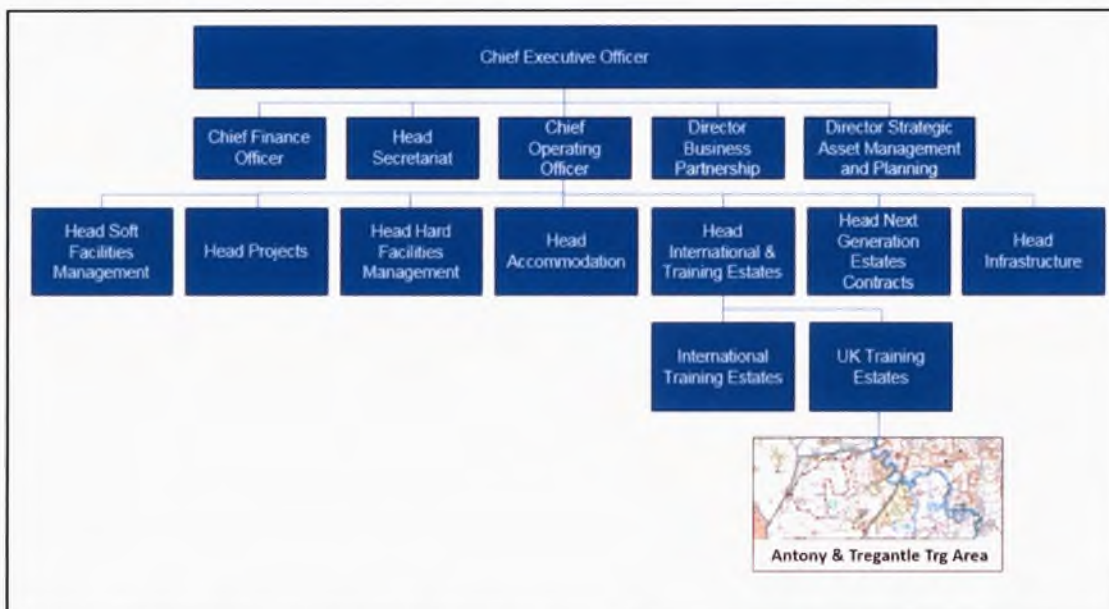 Chief Executive Officer
Chief Finance
Officer
Head
Secretariat
Chief
Operating
Officer
Director
Business
Partnership
Director Strategic
Asset Management
and Planning
Head Soft
Facilities
Management
Head Projects
Head Hard
Facilities
Management
Head
Accommodation
Head
International &
Training Estates
Head Next
Generation
Estates
Contracts
Head
Infrastructure
International
Training Estates
UK Training
Estates
Antony & Tregantle Trg Area